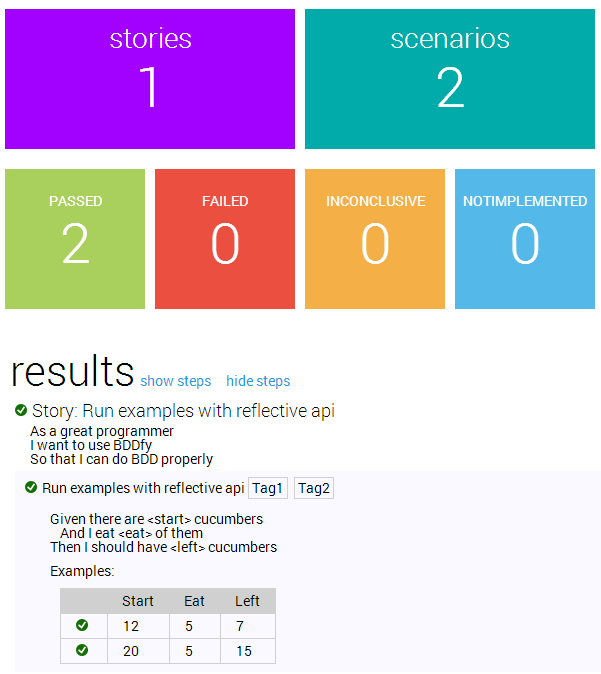 stories
1
scenarios
2
PASSED
2
FAILED
0
INCONCLUSIVE
0
NOTIMPLEMENTED
0
results show steps hide steps
Story: Run examples with reflective api
As a great programmer
I want to use BDDfy
So that I can do BDD properly
Run examples with reflective api Tag1 Tag2
Given there are <start> cucumbers
And I eat <eat> of them
Then I should have <left> cucumbers
Examples:
Start Eat Left
12 5 7
20 5 15